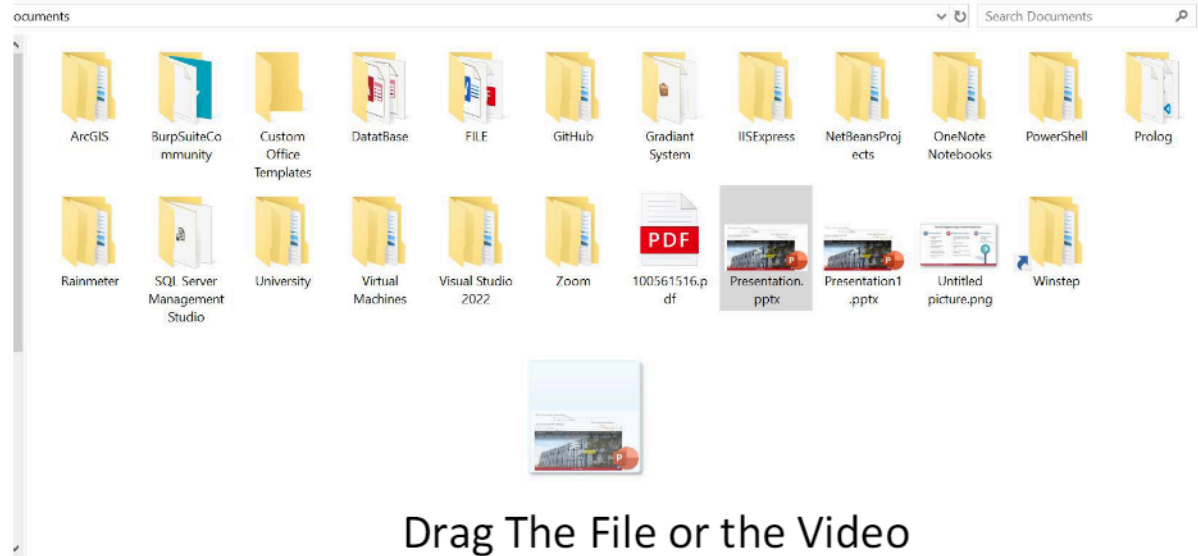 ocuments
Search Documents
ArcGIS
BurpSuiteCo
mmunity
Custom
Office
Templates
DatatBase
FILE
GitHub
Gradiant
System
IISExpress
NetBeansProj
ects
OneNote
Notebooks
PowerShell
Prolog
Rainmeter
SQL Server
Management
Studio
University
Virtual
Machines
Visual Studio
2022
Zoom
PDF
100561516.p
df
Presentation.
pptx
Presentation1
.pptx
Untitled
picture.png
Winstep
Drag The File or the Video